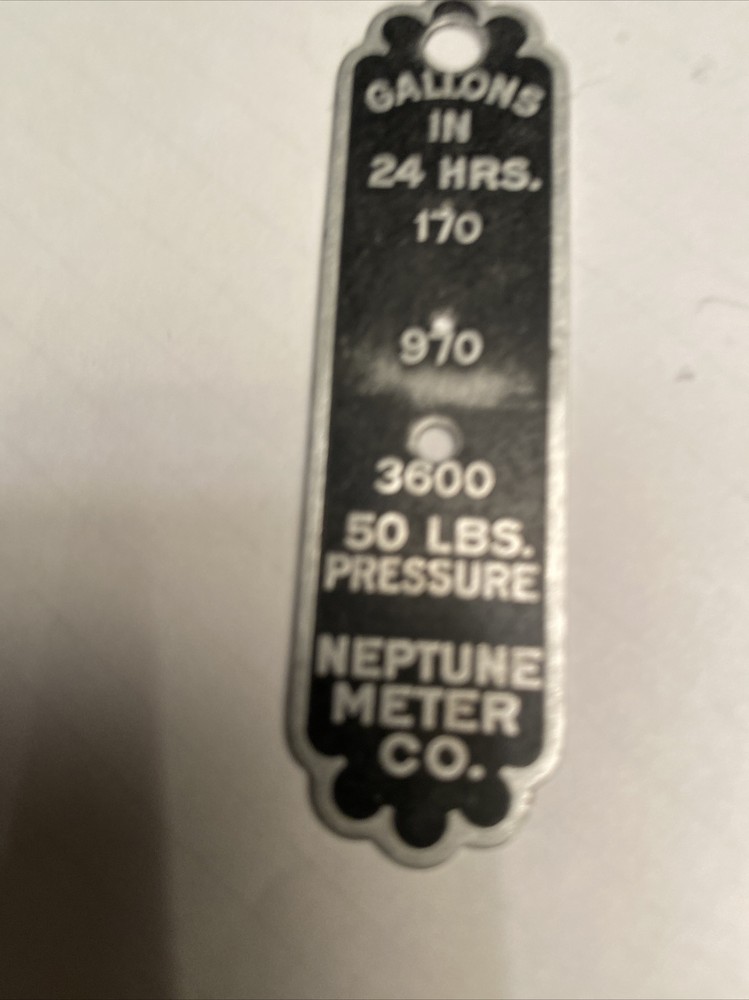 GALLONS
IN
24 HRS.
170
970
3600
50 LBS.
PRESSURE
NEPTUNE
METER
CO.